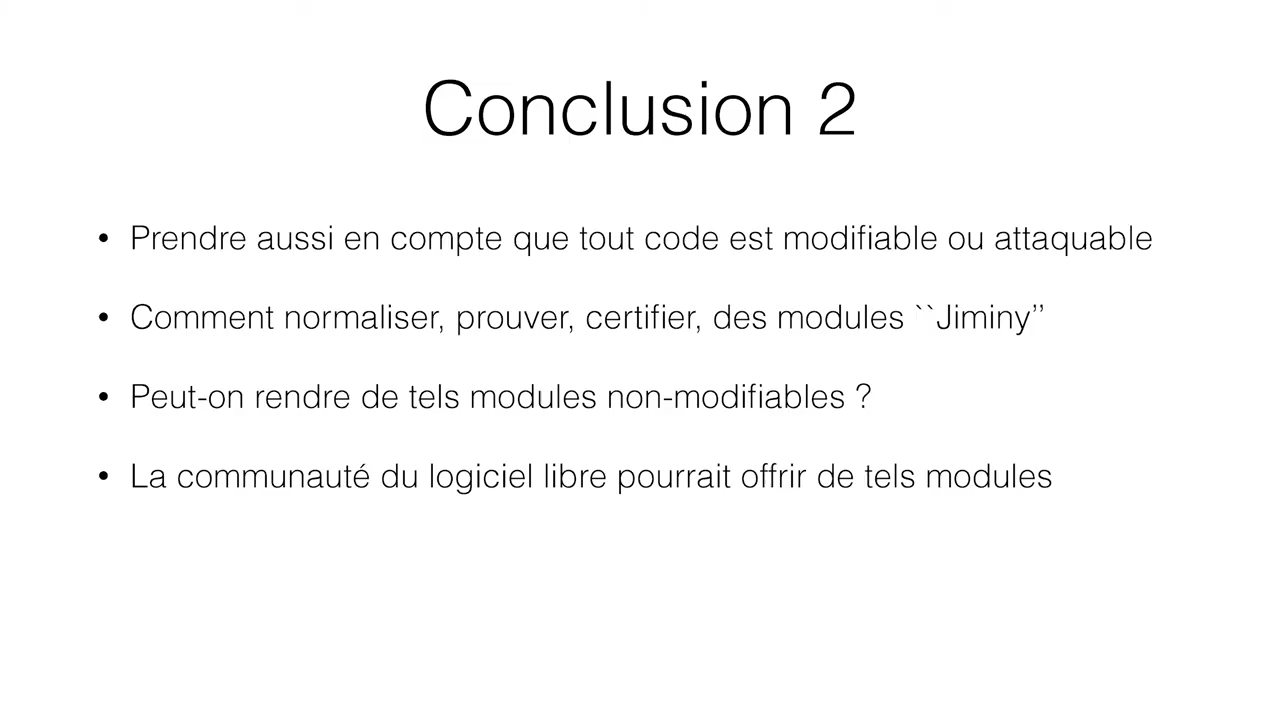 Conclusion 2
• Prendre aussi en compte que tout code est modifiable ou attaquable
• Comment normaliser, prouver, certifier, des modules ``Jiminy’’
• Peut-on rendre de tels modules non-modifiables ?
• La communauté du logiciel libre pourrait offrir de tels modules